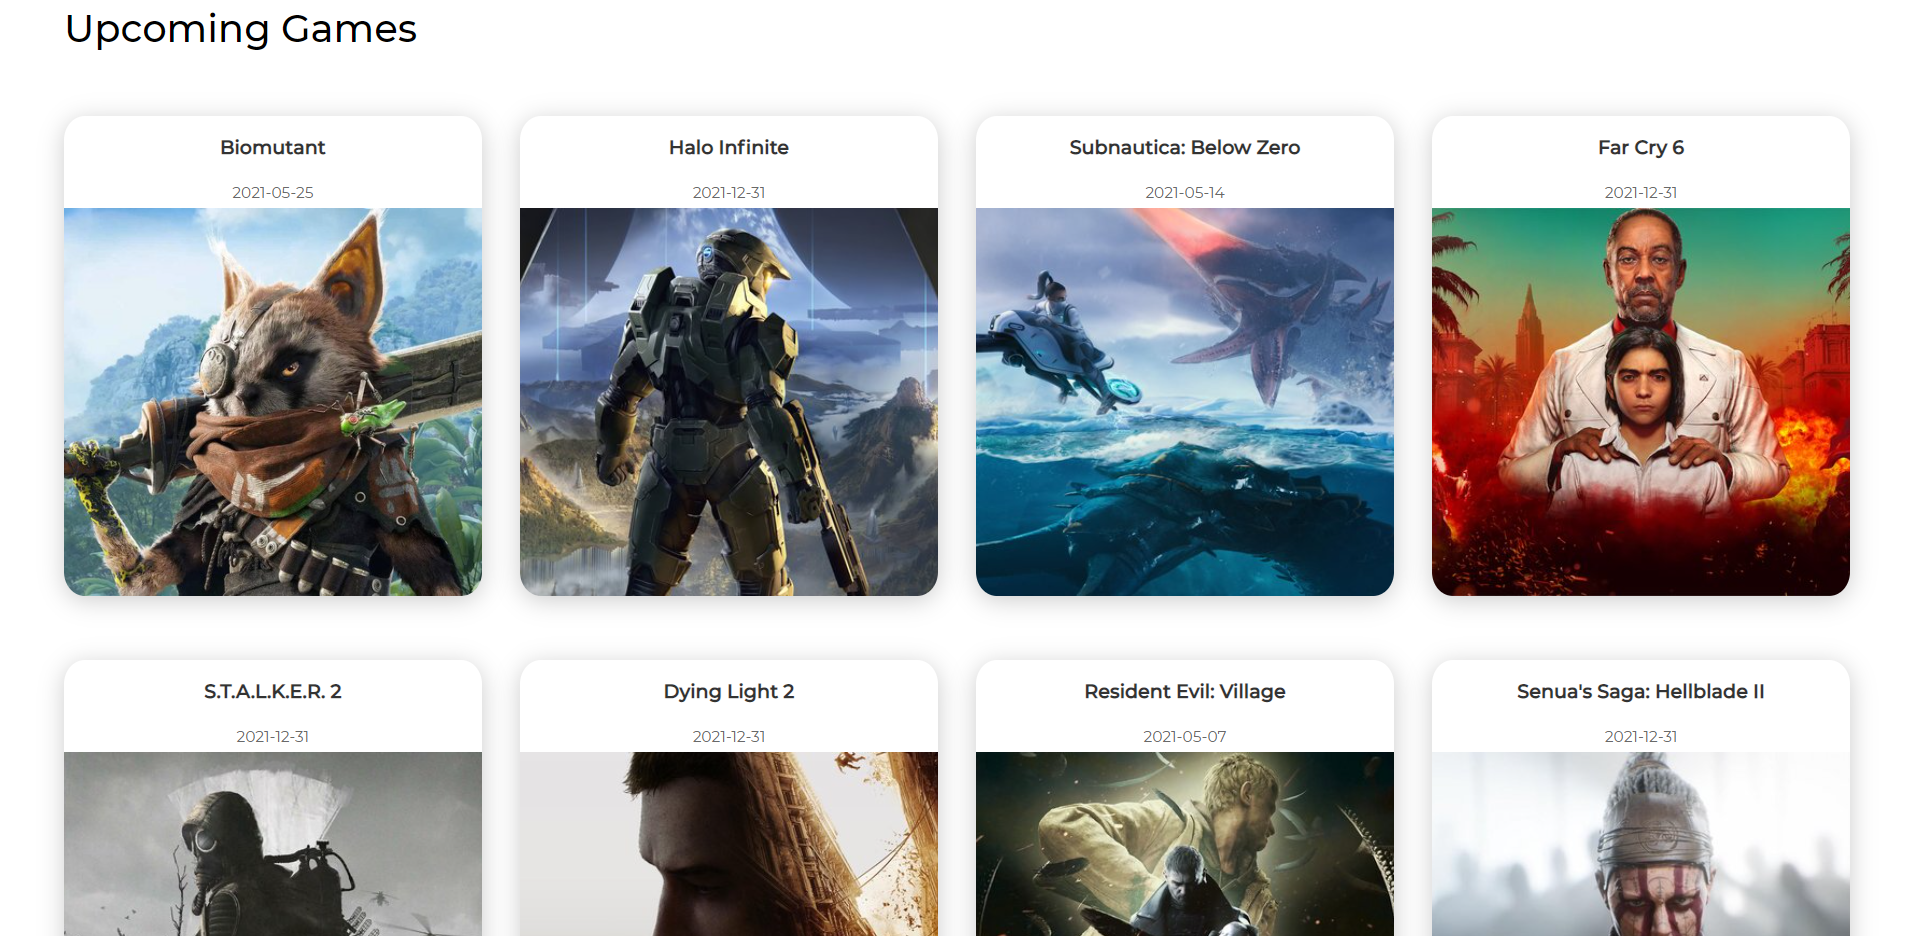 Upcoming Games
Biomutant
2021-05-25
Halo Infinite
2021-12-31
Subnautica: Below Zero
2021-05-14
Far Cry 6
2021-12-31
S.T.A.L.K.E.R. 2
2021-12-31
Dying Light 2
2021-12-31
Resident Evil: Village
2021-05-07
Senua's Saga: Hellblade II
2021-12-31